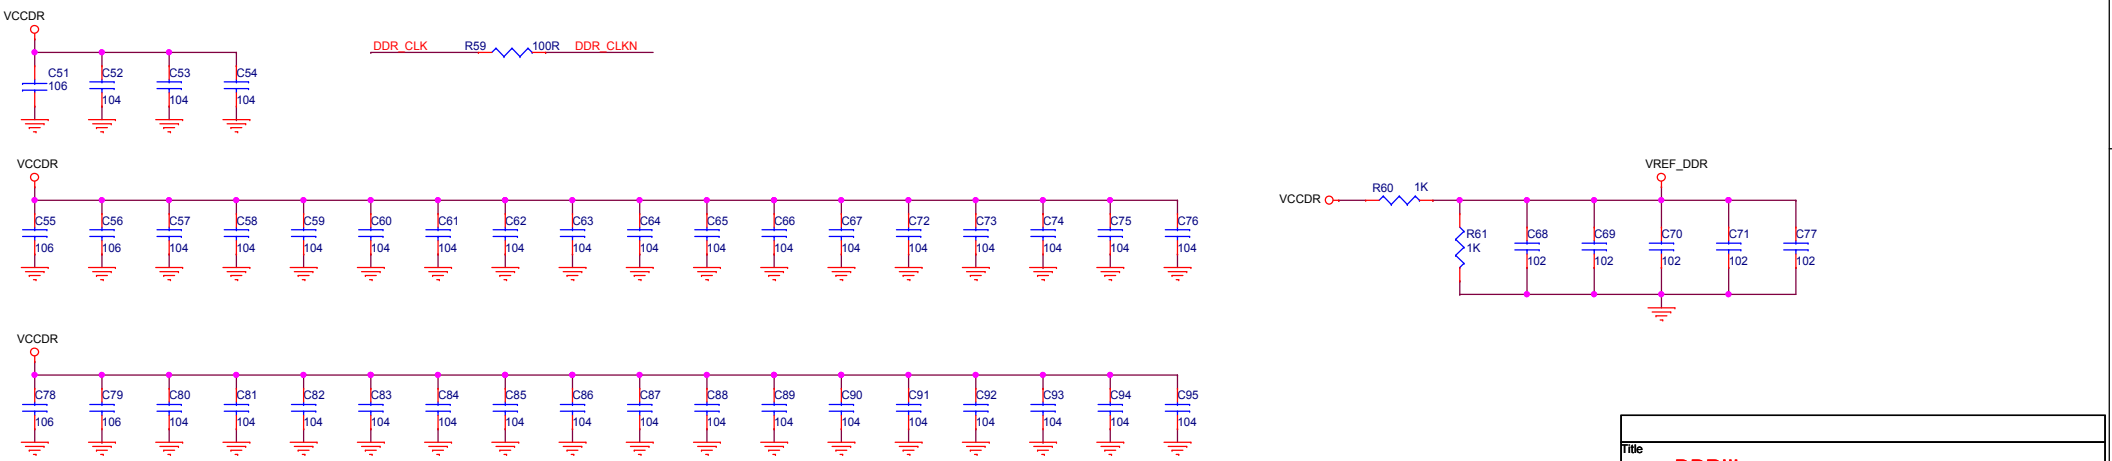 VCCDR
C51 C52 C53 C54
106 104 104 104
DDR_CLK R59 100R DDR_CLKN
VCCDR
C55 C56 C57 C58 C59 C60 C61 C62 C63 C64 C65 C66 C67 C72 C73 C74 C75 C76
106 106 104 104 104 104 104 104 104 104 104 104 104 104 104 104 104 104
VREF_DDR
VCCDR R60 1K
R61 C68 C69 C70 C71 C77
1K 102 102 102 102 102
VCCDR
C78 C79 C80 C81 C82 C83 C84 C85 C86 C87 C88 C89 C90 C91 C92 C93 C94 C95
106 106 104 104 104 104 104 104 104 104 104 104 104 104 104 104 104 104
Title